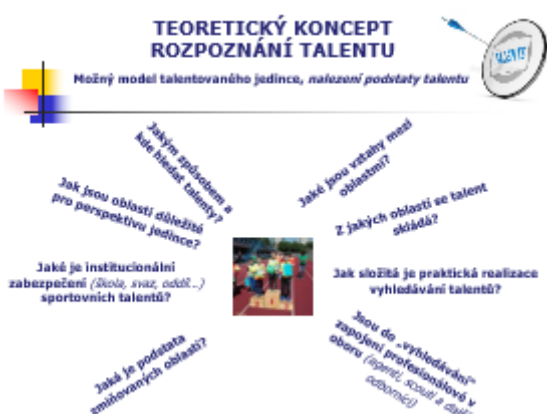 TEORETICKÝ KONCEPT
ROZPOZNÁNÍ TALENTU
Možný model talentovaného jedince, nalezení podstaty talentu
TALENTS
Jakým způsobem a
kde hledat talenty?
Jaké jsou vztahy mezi
oblastmi?
Jak jsou oblasti důležité
pro perspektivu jedince?
Z jakých oblastí se talent
skládá?
Jaké je institucionální
zabezpečení (škola, svaz, oddíl...)
sportovních talentů?
Jak složitá je praktická realizace
vyhledávání talentů?
Jaká je podstata
zmiňovaných oblastí?
Jsou do „vyhledávání"
zapojení profesionálové v
oboru (agenti, scouti a další
odborníci)